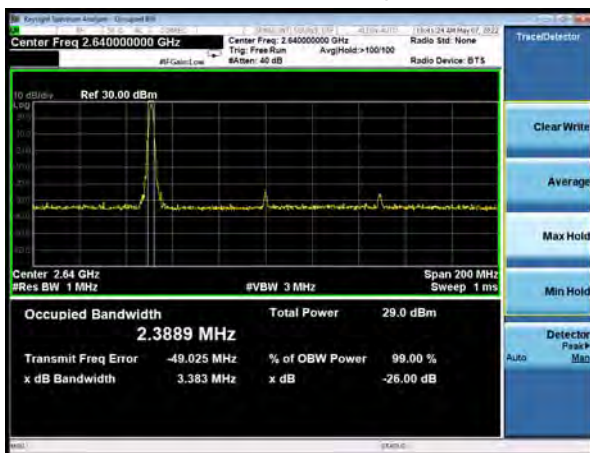 Keysight Spectrum Analyzer - Occupied BW
Center Freq 2.640000000 GHz
Center Freq: 2.640000000 GHz
Trig: Free Run
Avg|Hold:>100/100
#IFGain:Low
#Atten: 40 dB
Radio Std: None
Radio Device: BTS
Trace/Detector
10 dB/div
Ref 30.00 dBm
Log
Clear Write
Average
Max Hold
Min Hold
Center 2.64 GHz
Span 200 MHz
#Res BW 1 MHz
#VBW 3 MHz
Sweep 1 ms
Occupied Bandwidth
Total Power
29.0 dBm
2.3889 MHz
Transmit Freq Error
-49.025 MHz
% of OBW Power
99.00 %
x dB Bandwidth
3.383 MHz
x dB
-26.00 dB
Detector
Peak
Auto
Man